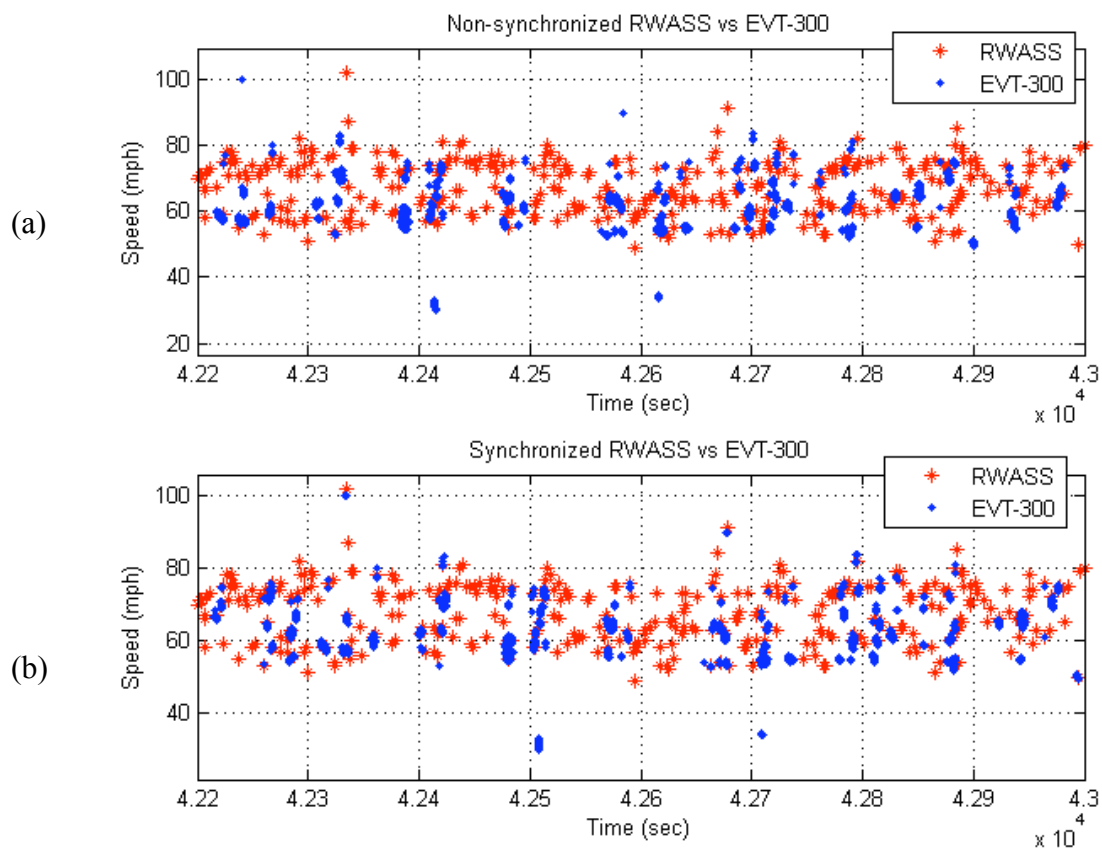 Non-synchronized RWASS vs EVT-300
RWASS
EVT-300
(a)
Speed (mph)
100
80
60
40
20
4.22 4.23 4.24 4.25 4.26 4.27 4.28 4.29 4.3
Time (sec)
x 10^4
Synchronized RWASS vs EVT-300
RWASS
EVT-300
(b)
Speed (mph)
100
80
60
40
4.22 4.23 4.24 4.25 4.26 4.27 4.28 4.29 4.3
Time (sec)
x 10^4